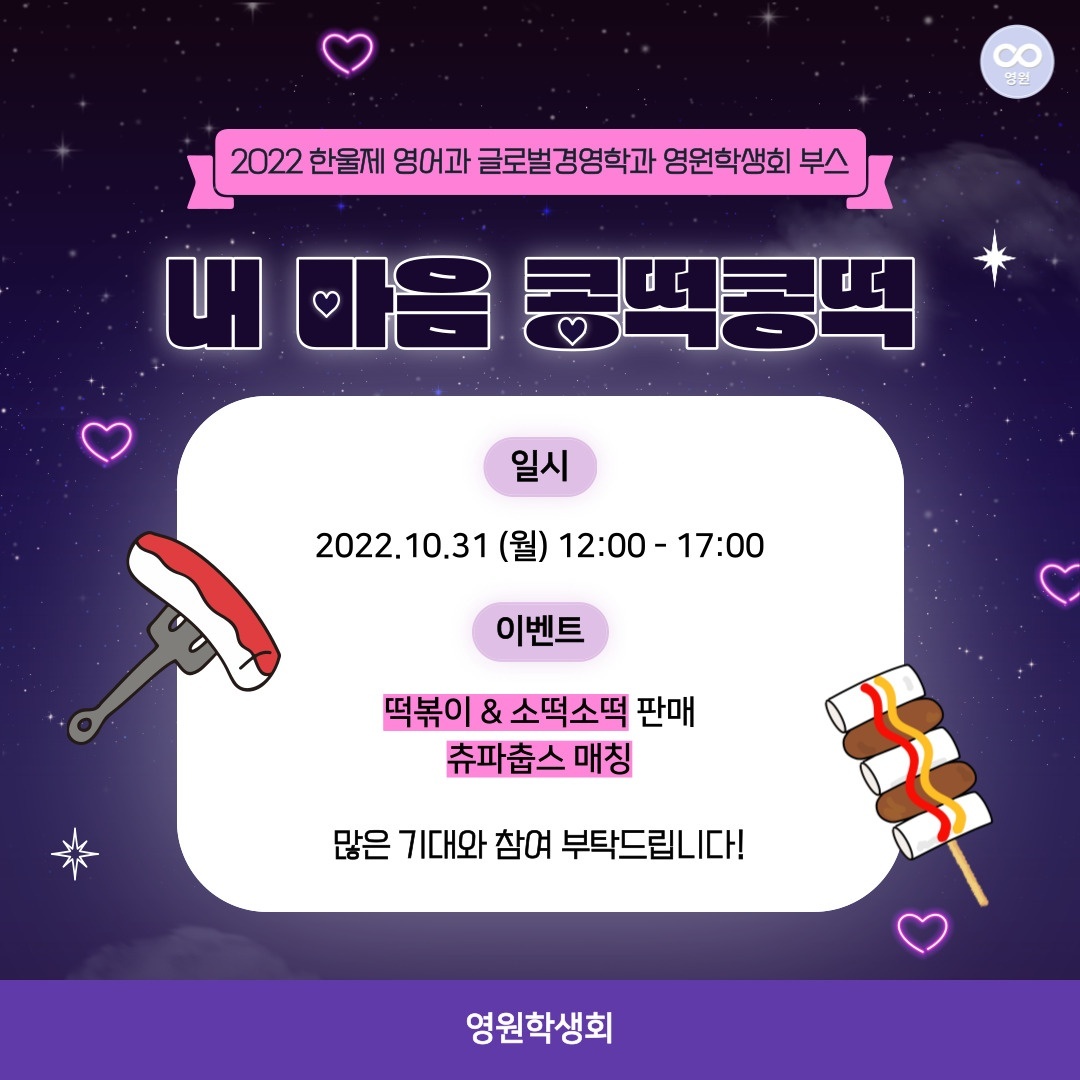 영원
2022 한울제 영어과 글로벌경영학과 영원학생회 부스
내 마음 콩떡콩떡
일시
2022.10.31 (월) 12:00 - 17:00
이벤트
떡볶이 & 소떡소떡 판매
츄파춥스 매칭
많은 기대와 참여 부탁드립니다!
영원학생회